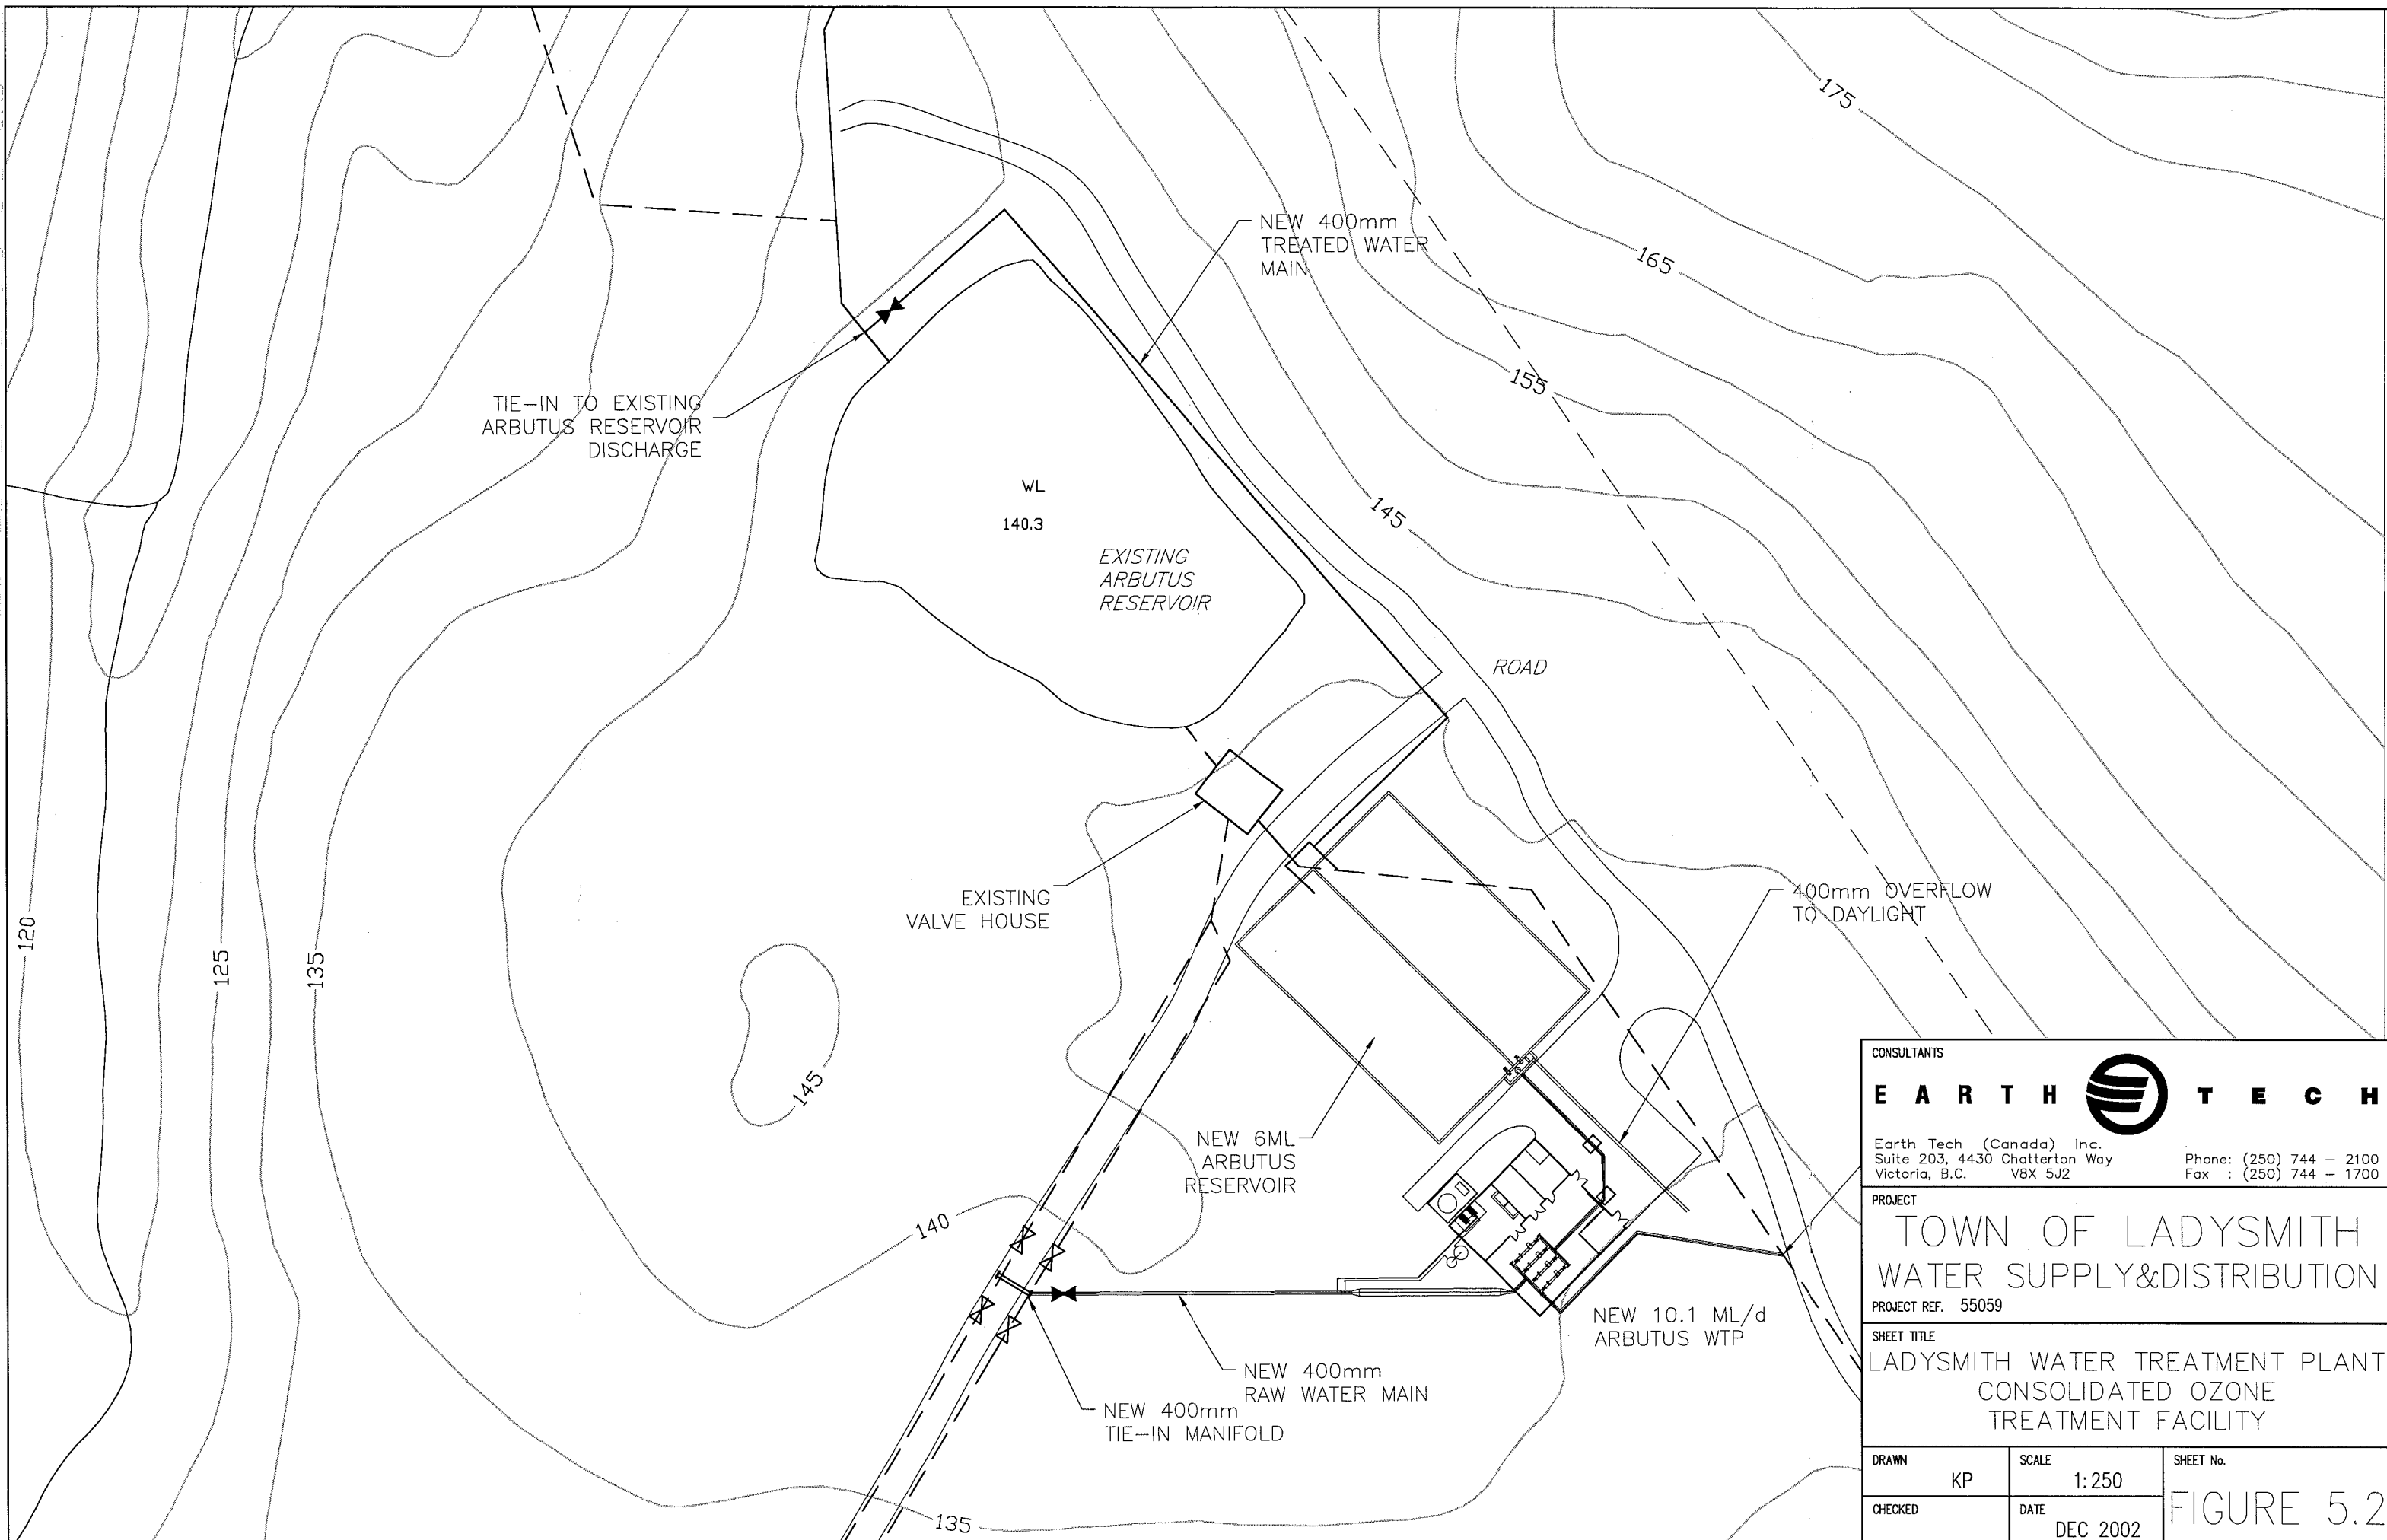 175
NEW 400mm
TREATED WATER
MAIN
165
155
TIE-IN TO EXISTING
ARBUTUS RESERVOIR
DISCHARGE
WL
140.3
145
EXISTING
ARBUTUS
RESERVOIR
ROAD
EXISTING
VALVE HOUSE
400mm OVERFLOW
TO DAYLIGHT
120
125
135
145
NEW 6ML
ARBUTUS
RESERVOIR
140
NEW 10.1 ML/d
ARBUTUS WTP
NEW 400mm
RAW WATER MAIN
NEW 400mm
TIE-IN MANIFOLD
135
CONSULTANTS
EARTH TECH
Earth Tech (Canada) Inc.
Suite 203, 4430 Chatterton Way
Victoria, B.C. V8X 5J2
Phone: (250) 744 - 2100
Fax : (250) 744 - 1700
PROJECT
TOWN OF LADYSMITH
WATER SUPPLY&DISTRIBUTION
PROJECT REF. 55059
SHEET TITLE
LADYSMITH WATER TREATMENT PLANT
CONSOLIDATED OZONE
TREATMENT FACILITY
DRAWN
KP
SCALE
1:250
SHEET No.
FIGURE 5.2
CHECKED
DATE
DEC 2002